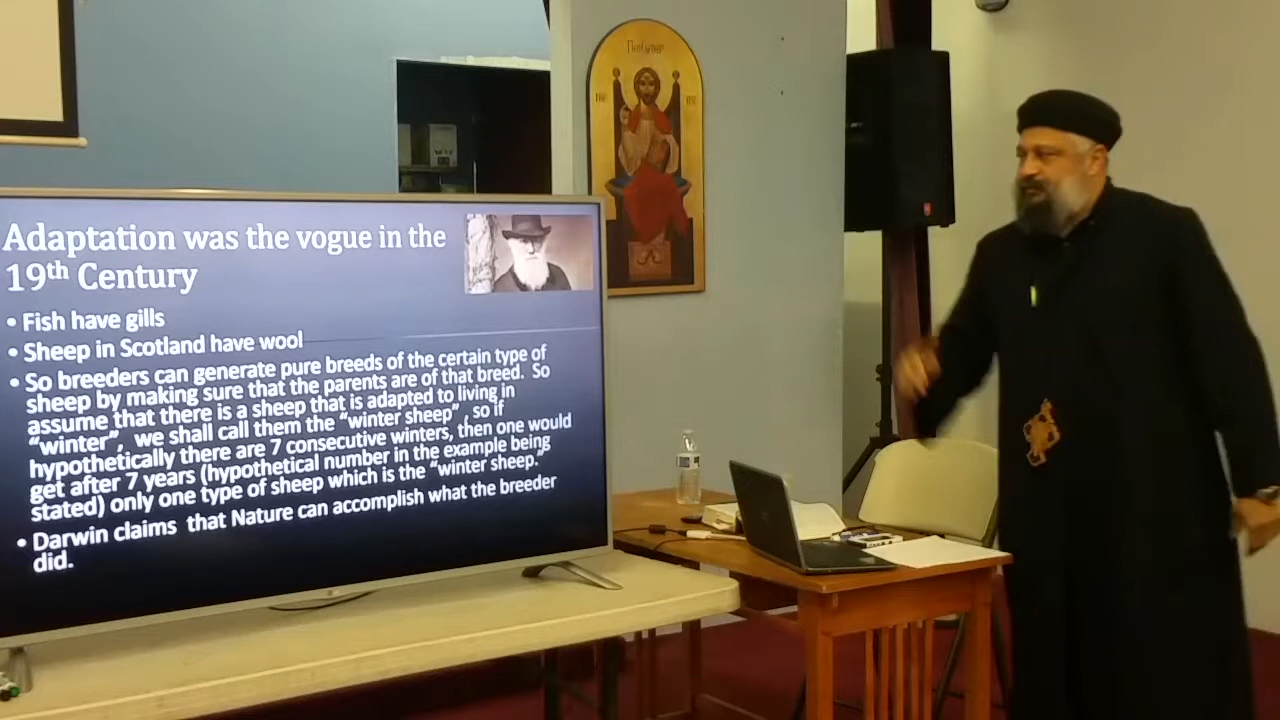 Adaptation was the vogue in the
19th Century
• Fish have gills
• Sheep in Scotland have wool
• So breeders can generate pure breeds of the certain type of
sheep by making sure that the parents are of that breed. So
assume that there is a sheep that is adapted to living in
“winter”, we shall call them the “winter sheep” , so if
hypothetically there are 7 consecutive winters, then one would
get after 7 years (hypothetical number in the example being
stated) only one type of sheep which is the “winter sheep.”
• Darwin claims that Nature can accomplish what the breeder
did.